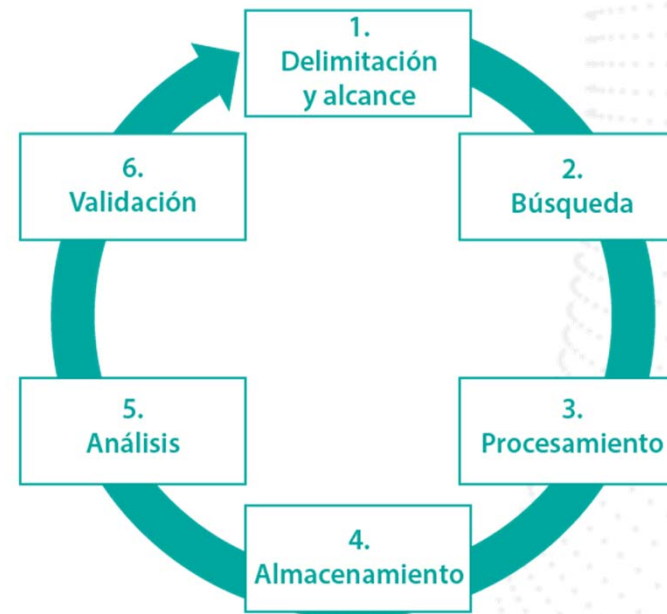 1.
Delimitación
y alcance
2.
Búsqueda
3.
Procesamiento
4.
Almacenamiento
5.
Análisis
6.
Validación